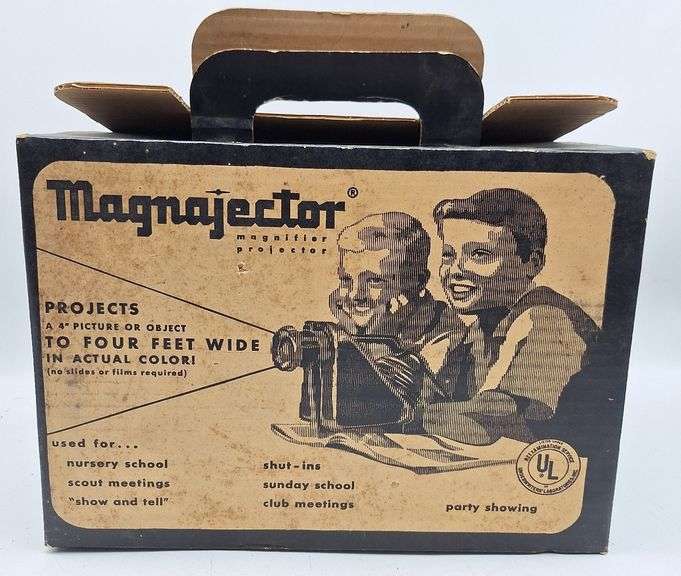 Magnajector®
magnifier
projector
PROJECTS
A 4" PICTURE OR OBJECT
TO FOUR FEET WIDE
IN ACTUAL COLOR!
(no slides or films required)
used for...
nursery school
scout meetings
"show and tell"
shut-ins
sunday school
club meetings
party showing
UL